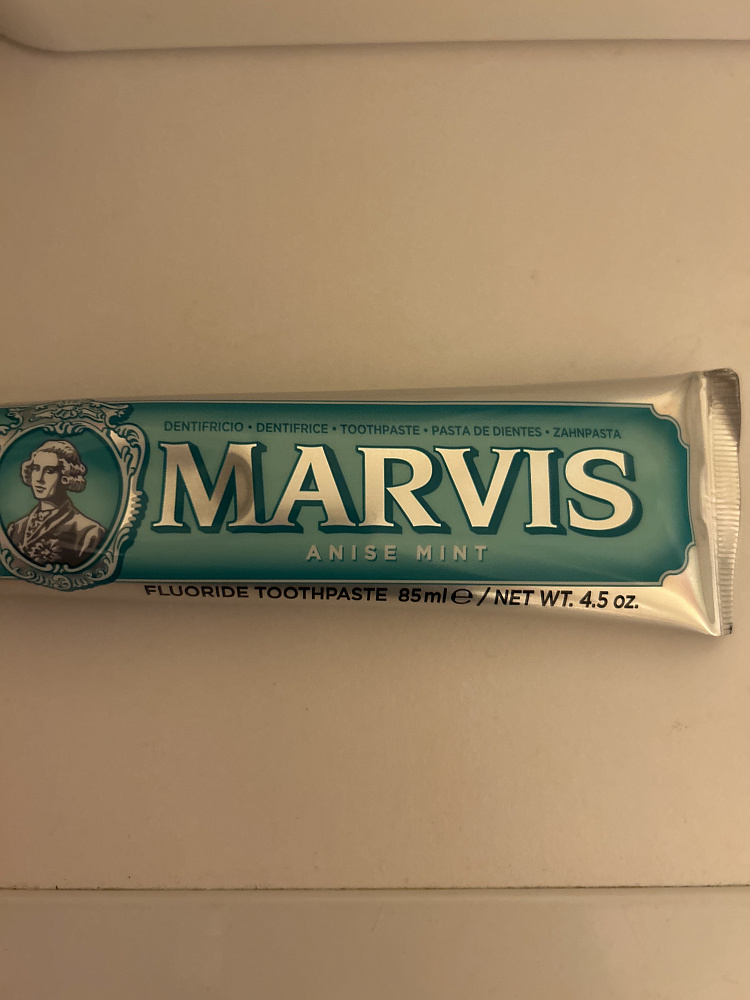 DENTIFRICIO • DENTIFRICE • TOOTHPASTE • PASTA DE DIENTES • ZAHNPASTA
MARVIS
ANISE MINT
FLUORIDE TOOTHPASTE 85ml ℮ / NET WT. 4.5 oz.